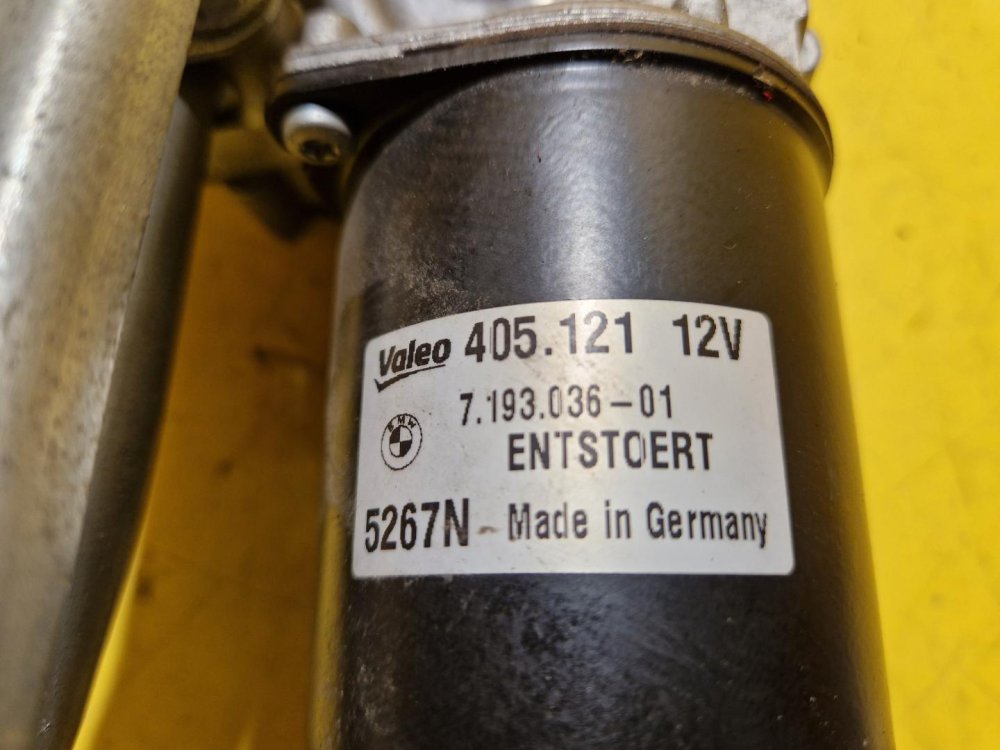 Valeo 405.121 12V
7.193.036-01
BMW
ENTSTOERT
5267N - Made in Germany